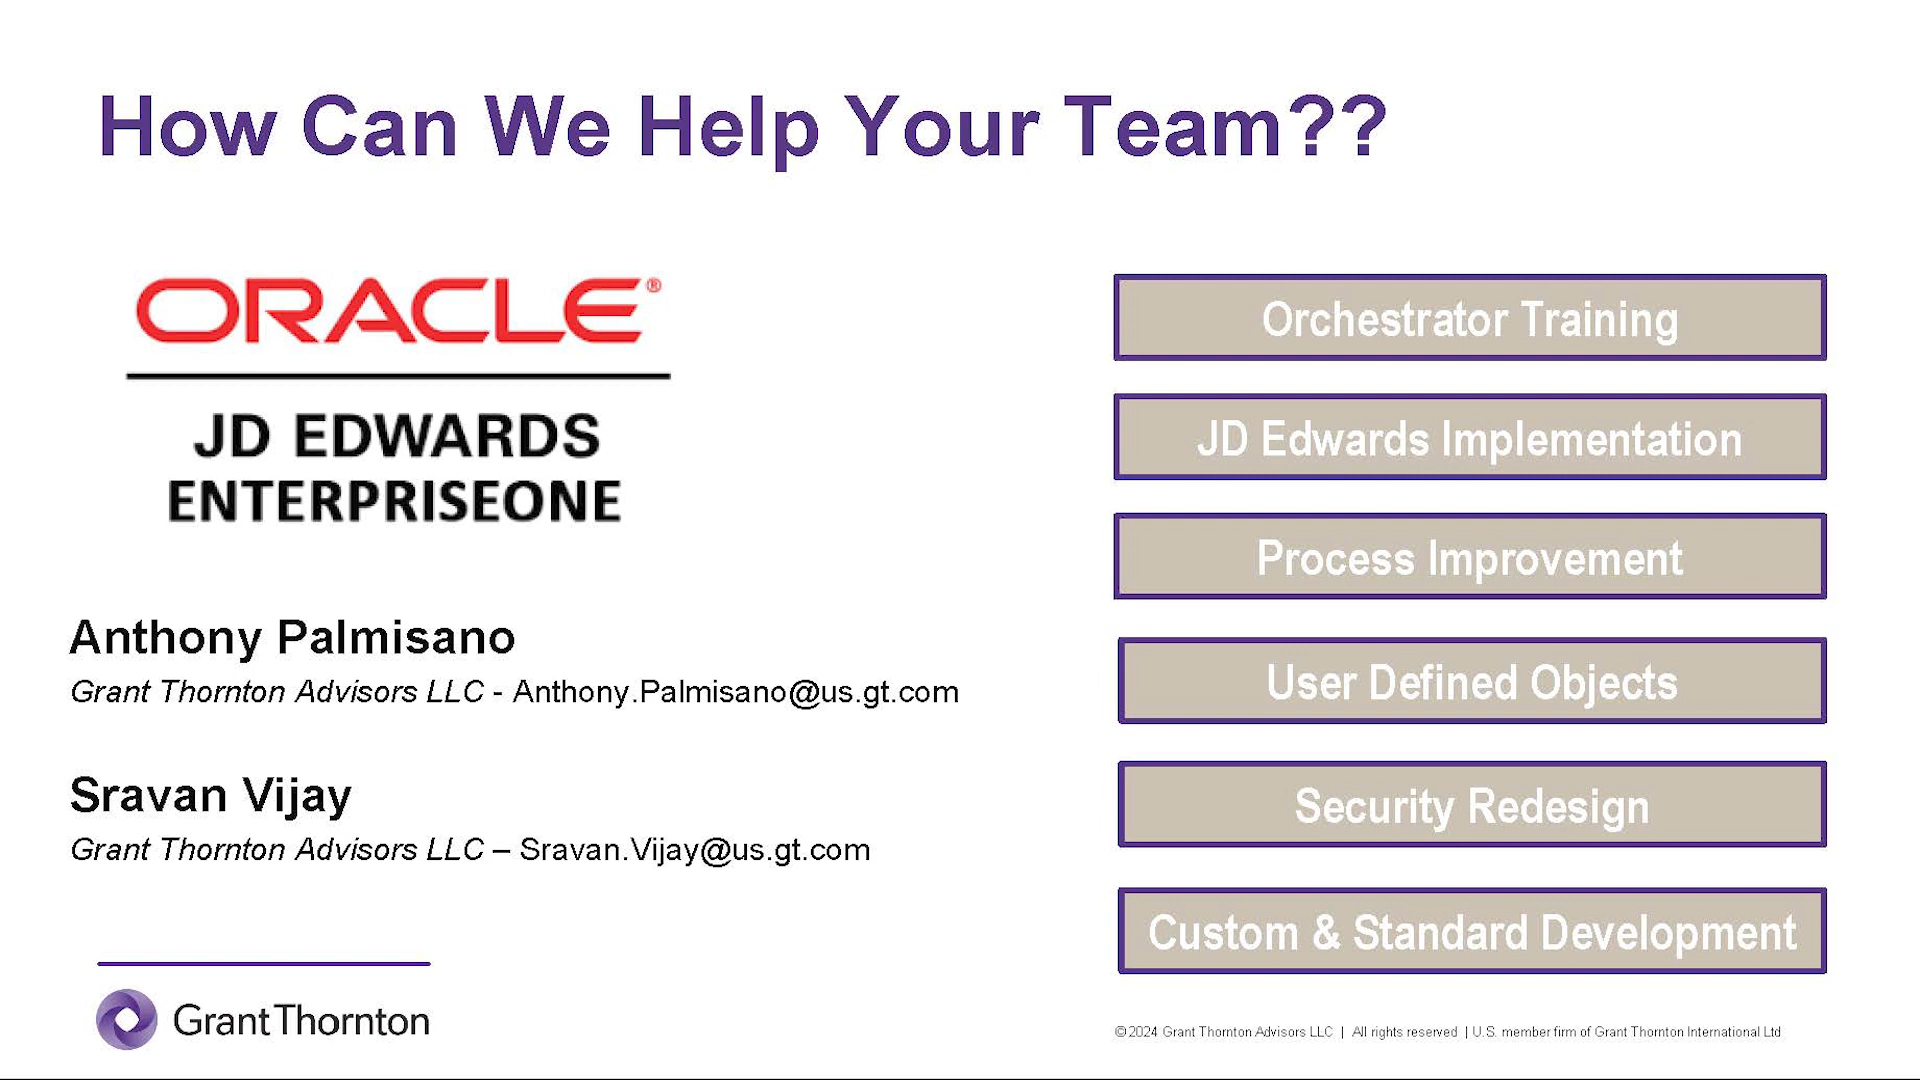 How Can We Help Your Team??
ORACLE®
JD EDWARDS
ENTERPRISEONE
Anthony Palmisano
Grant Thornton Advisors LLC - Anthony.Palmisano@us.gt.com
Sravan Vijay
Grant Thornton Advisors LLC – Sravan.Vijay@us.gt.com
Orchestrator Training
JD Edwards Implementation
Process Improvement
User Defined Objects
Security Redesign
Custom & Standard Development
Grant Thornton
© 2024 Grant Thornton Advisors LLC | All rights reserved | U.S. member firm of Grant Thornton International Ltd